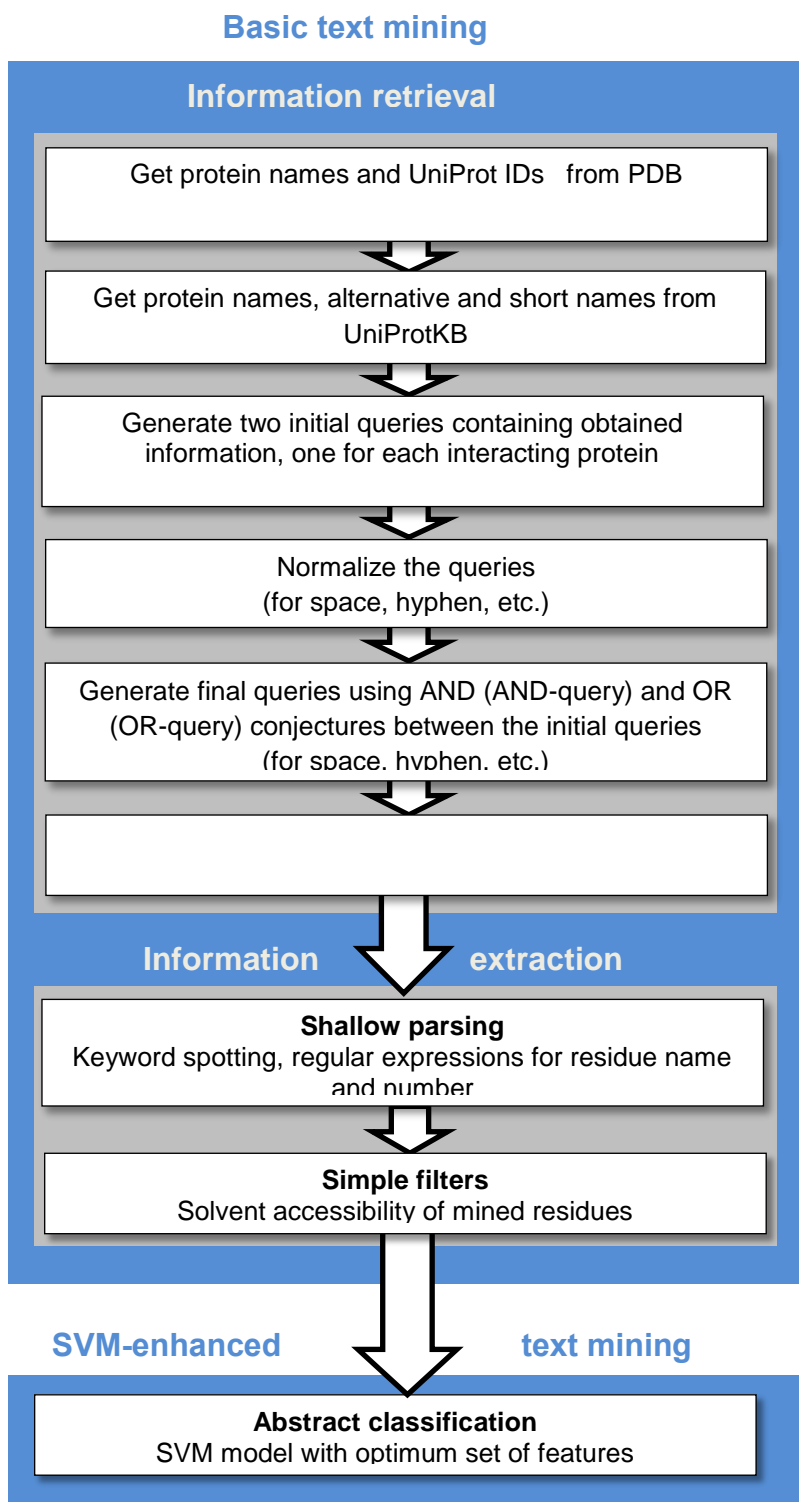 Basic text mining
Information retrieval
Get protein names and UniProt IDs from PDB
Get protein names, alternative and short names from
UniProtKB
Generate two initial queries containing obtained
information, one for each interacting protein
Normalize the queries
(for space, hyphen, etc.)
Generate final queries using AND (AND-query) and OR
(OR-query) conjectures between the initial queries
(for space, hyphen, etc.)
Information extraction
Shallow parsing
Keyword spotting, regular expressions for residue name
and number
Simple filters
Solvent accessibility of mined residues
SVM-enhanced text mining
Abstract classification
SVM model with optimum set of features